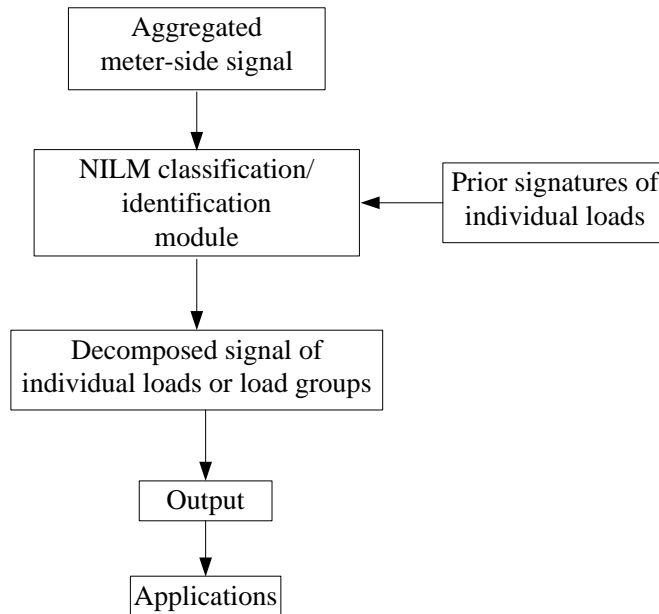 Aggregated
meter-side signal
NILM classification/
identification
module
Prior signatures of
individual loads
Decomposed signal of
individual loads or load groups
Output
Applications